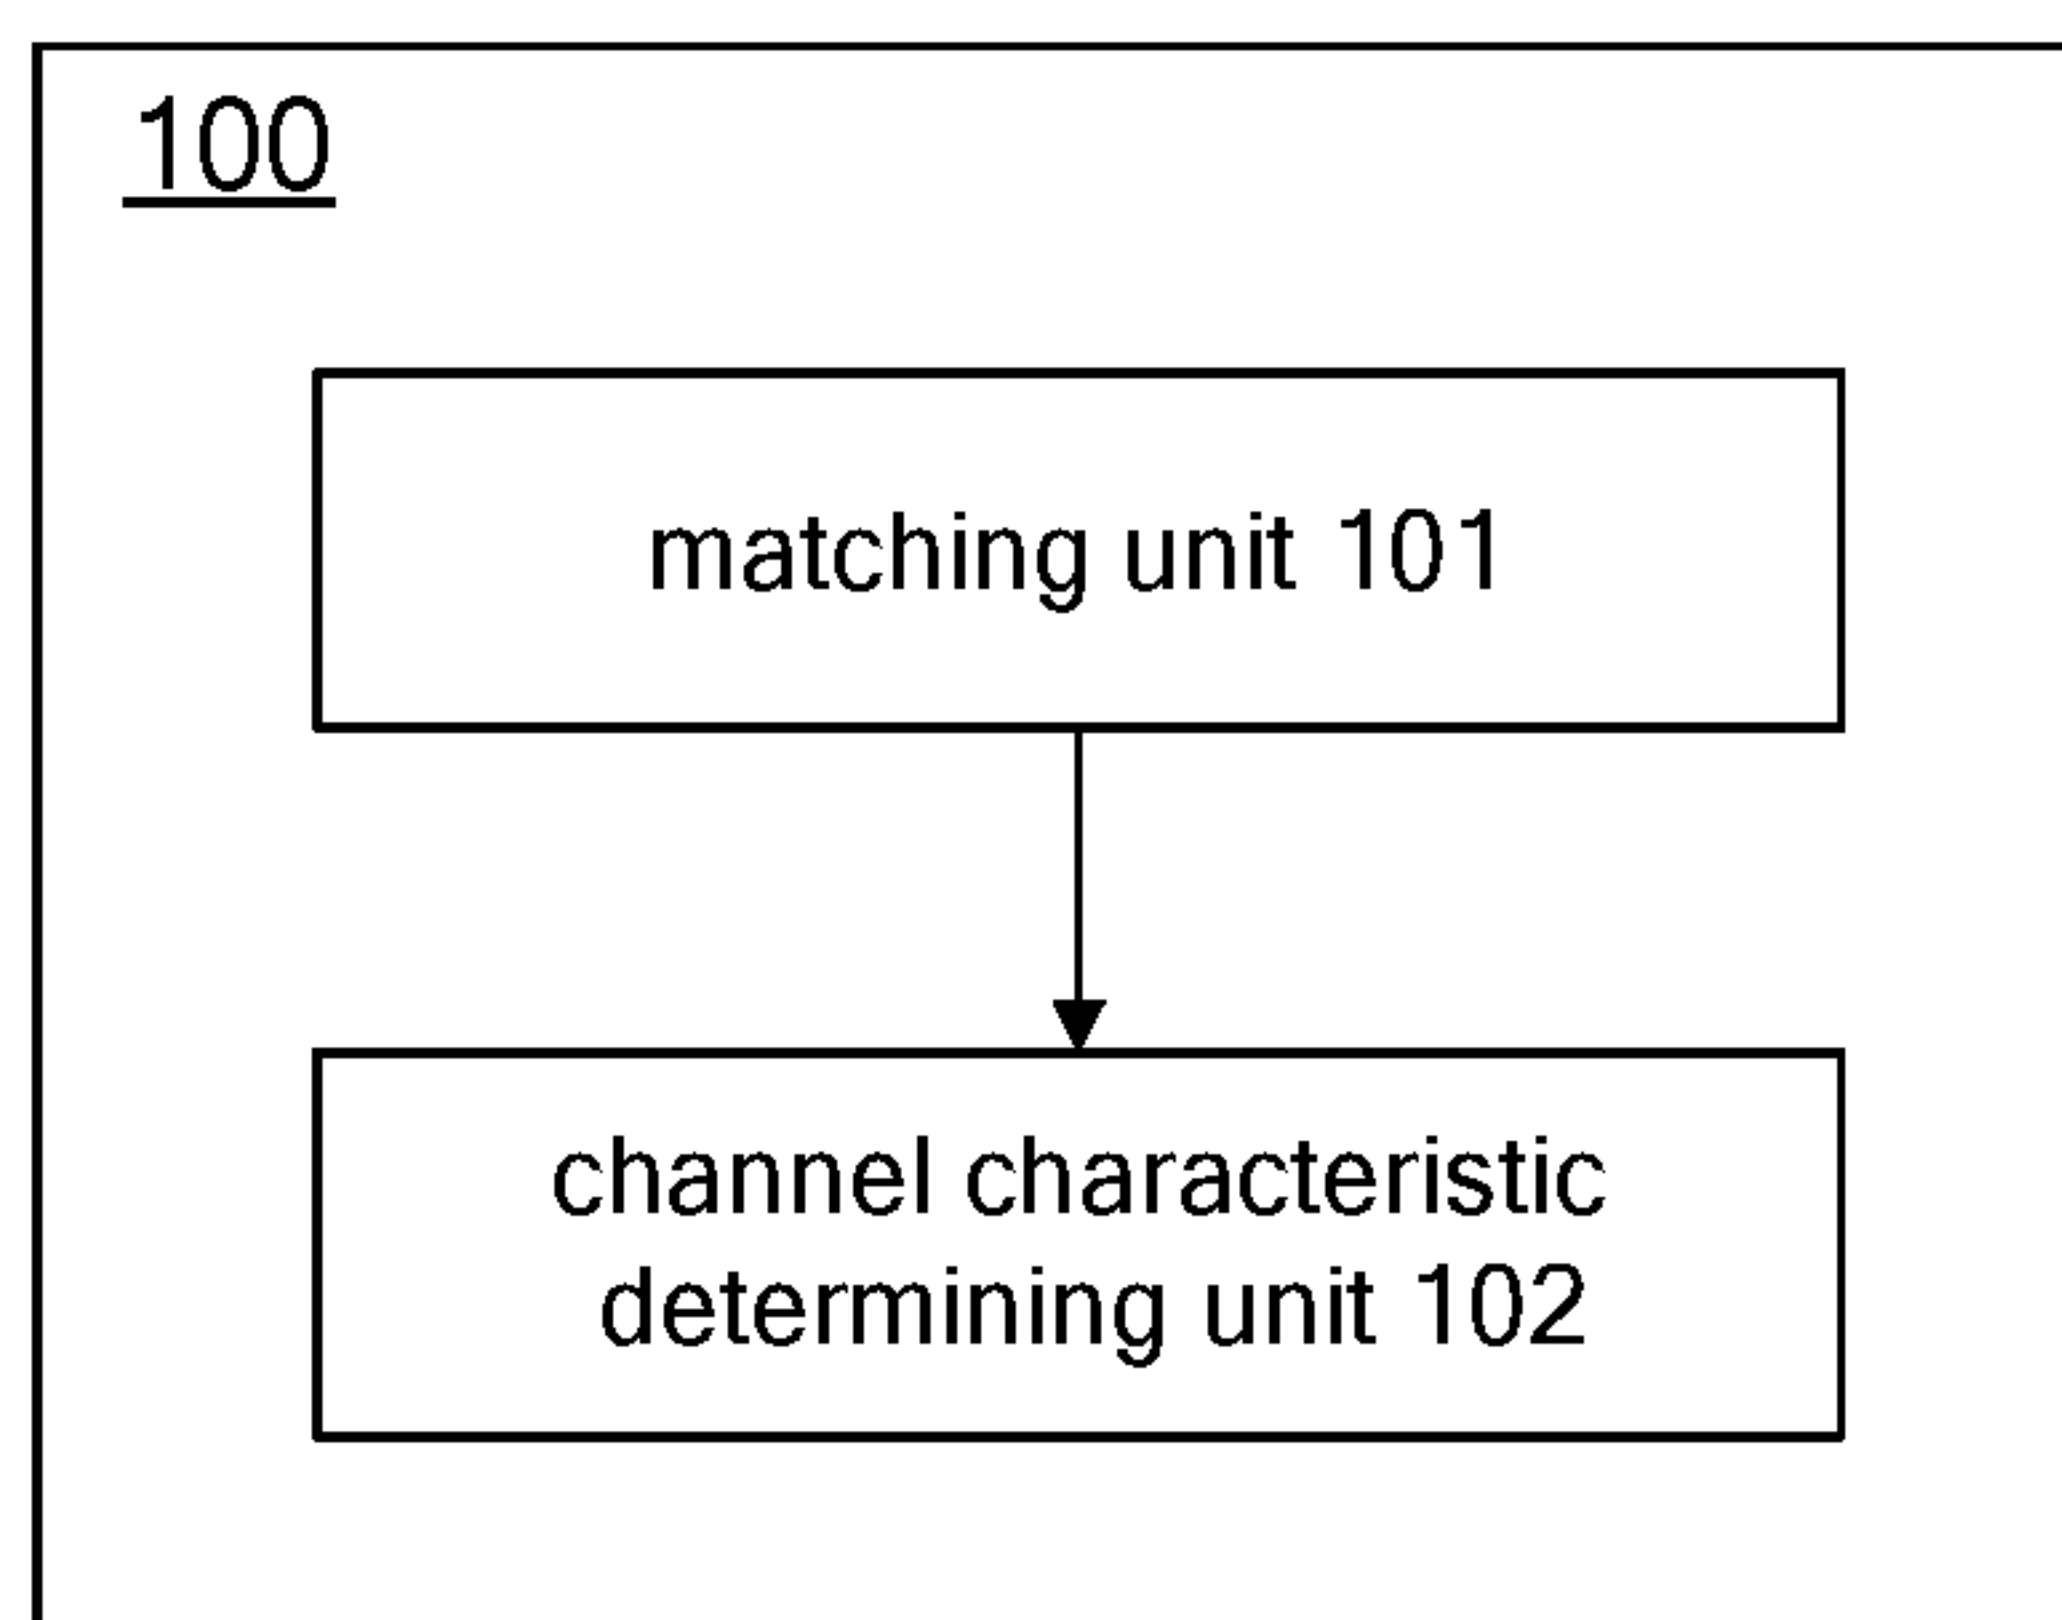 100
matching unit 101
channel characteristic
determining unit 102